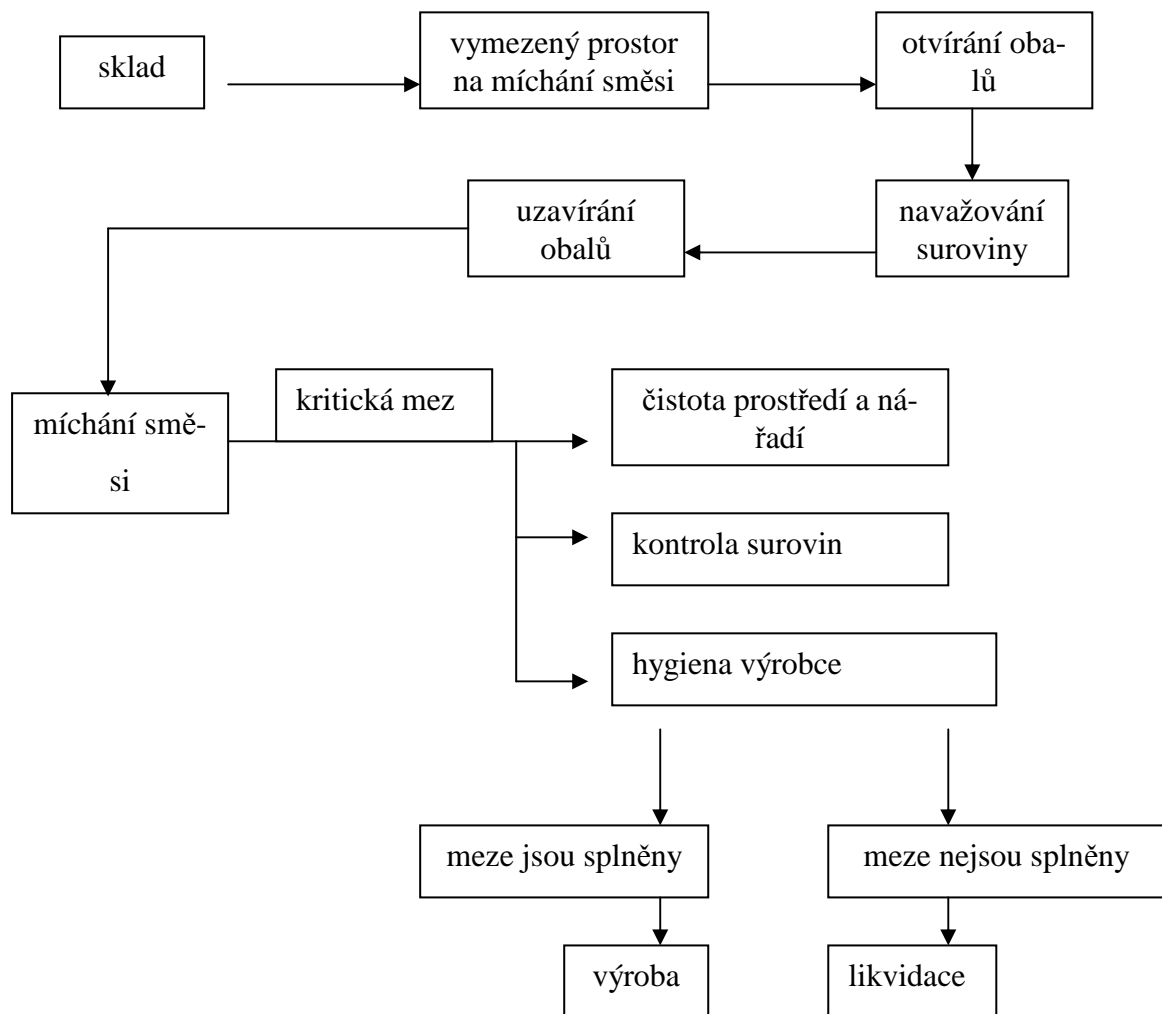 sklad
vymezený prostor
na míchání směsi
otvírání oba-
lů
uzavírání
obalů
navažování
suroviny
míchání smě-
si
kritická mez
čistota prostředí a ná-
řadí
kontrola surovin
hygiena výrobce
meze jsou splněny
meze nejsou splněny
výroba
likvidace